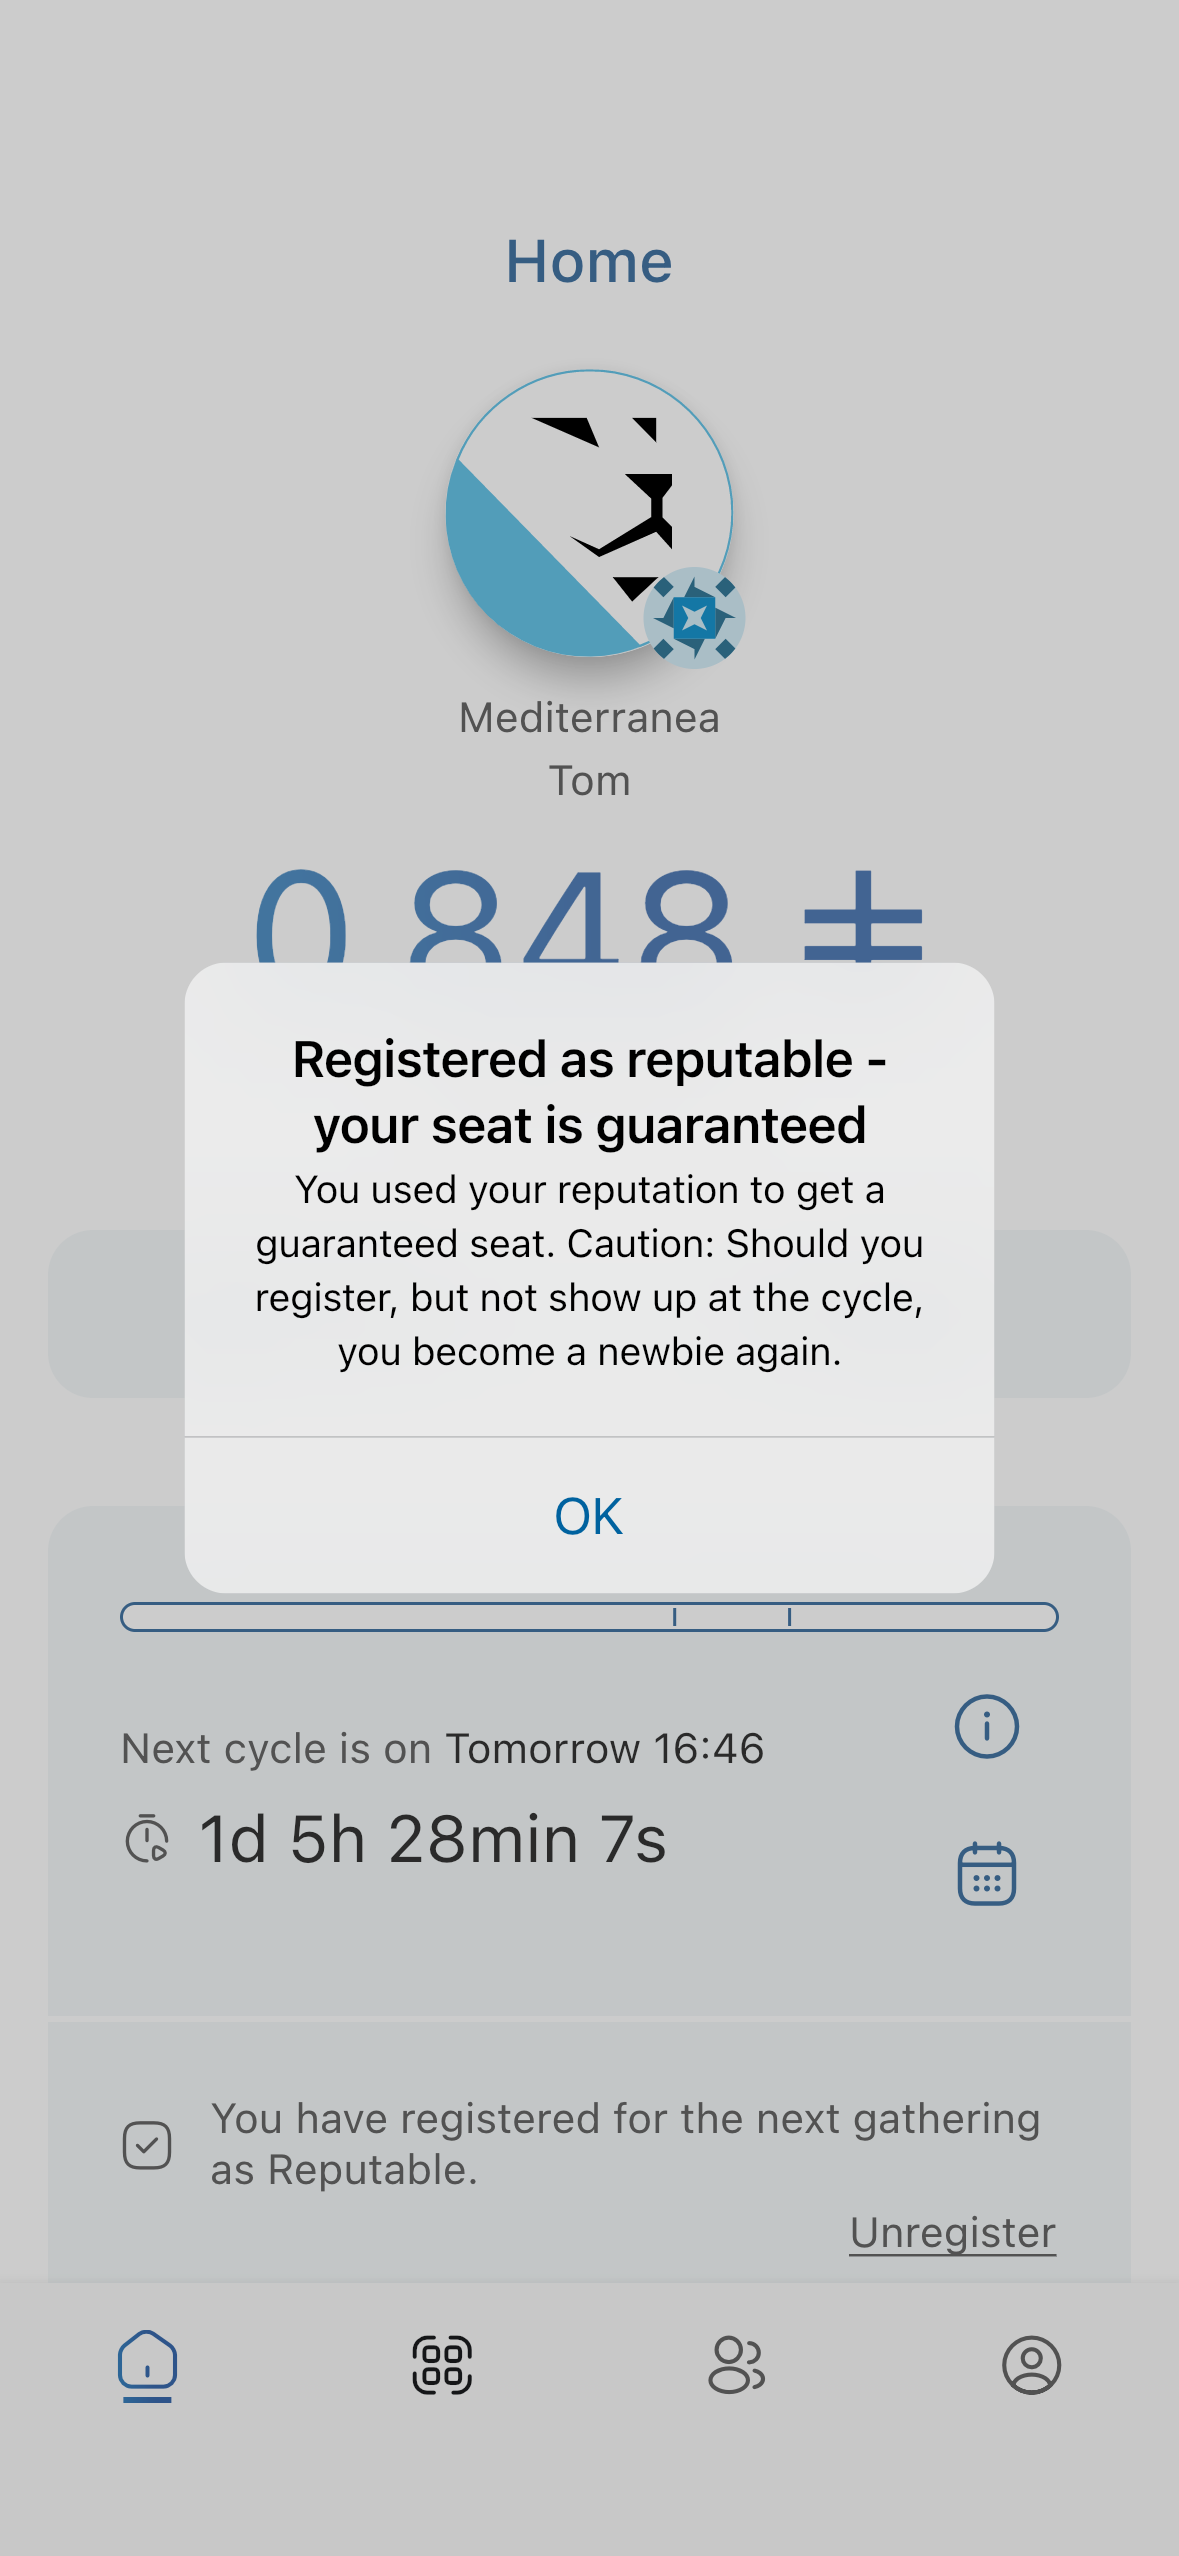 Home
Mediterranea
Tom
0.848
Registered as reputable -
your seat is guaranteed
You used your reputation to get a
guaranteed seat. Caution: Should you
register, but not show up at the cycle,
you become a newbie again.
OK
Next cycle is on Tomorrow 16:46
1d 5h 28min 7s
You have registered for the next gathering
as Reputable.
Unregister